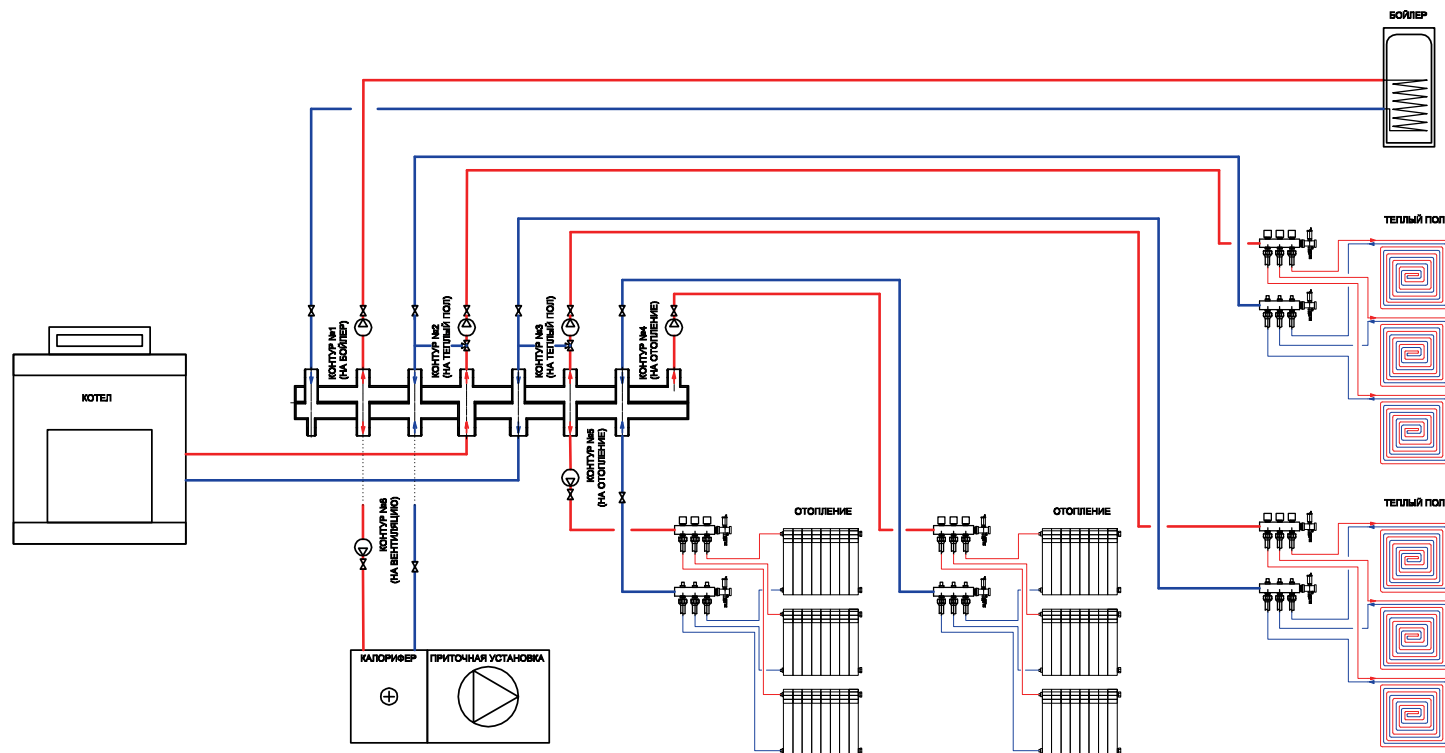 БОЙЛЕР
ТЕПЛЫЙ ПОЛ
КОНТУР №1
(НА БОЙЛЕР)
КОНТУР №2
(НА ТЕПЛЫЙ ПОЛ)
КОНТУР №3
(НА ТЕПЛЫЙ ПОЛ)
КОНТУР №4
(НА ОТОПЛЕНИЕ)
КОТЕЛ
КОНТУР №5
(НА ОТОПЛЕНИЕ)
КОНТУР №6
(НА ВЕНТИЛЯЦИЮ)
ОТОПЛЕНИЕ
ОТОПЛЕНИЕ
ТЕПЛЫЙ ПОЛ
КАЛОРИФЕР
ПРИТОЧНАЯ УСТАНОВКА